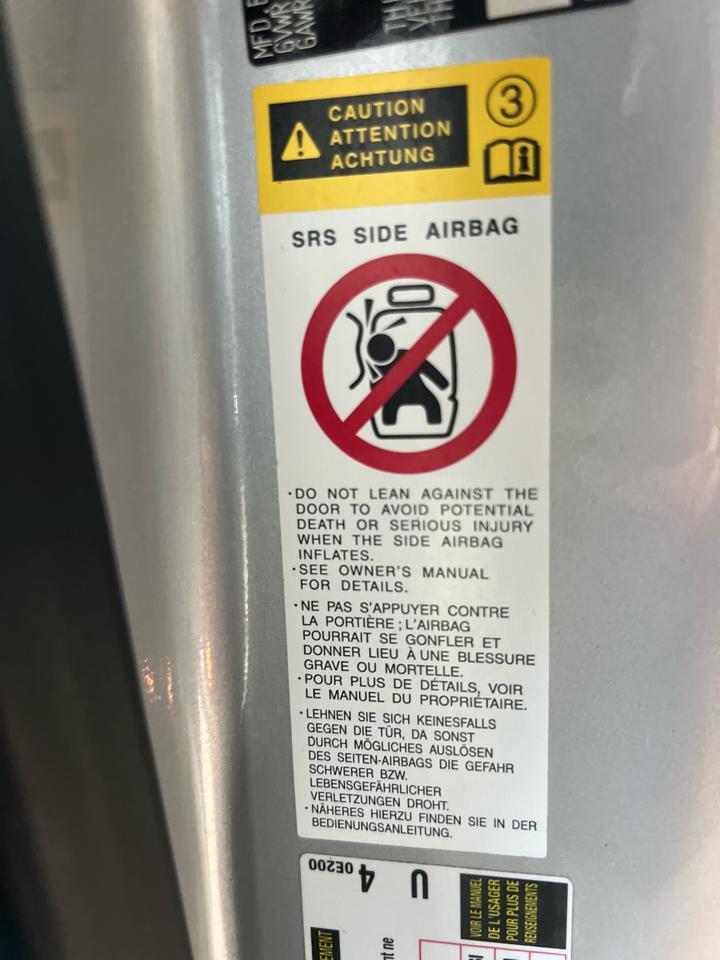 MFD.
GVWR
GAWR
CAUTION
ATTENTION
ACHTUNG
3
SRS SIDE AIRBAG
·DO NOT LEAN AGAINST THE
DOOR TO AVOID POTENTIAL
DEATH OR SERIOUS INJURY
WHEN THE SIDE AIRBAG
INFLATES.
·SEE OWNER'S MANUAL
FOR DETAILS.
·NE PAS S'APPUYER CONTRE
LA PORTIÈRE ; L'AIRBAG
POURRAIT SE GONFLER ET
DONNER LIEU À UNE BLESSURE
GRAVE OU MORTELLE.
·POUR PLUS DE DÉTAILS, VOIR
LE MANUEL DU PROPRIÉTAIRE.
·LEHNEN SIE SICH KEINESFALLS
GEGEN DIE TÜR, DA SONST
DURCH MÖGLICHES AUSLÖSEN
DES SEITEN-AIRBAGS DIE GEFAHR
SCHWERER BZW.
LEBENSGEFÄHRLICHER
VERLETZUNGEN DROHT.
·NÄHERES HIERZU FINDEN SIE IN DER
BEDIENUNGSANLEITUNG.
4 0E200
U
VOIR LE MANUEL
DE L'USAGER
POUR PLUS DE
RENSEIGNEMENTS